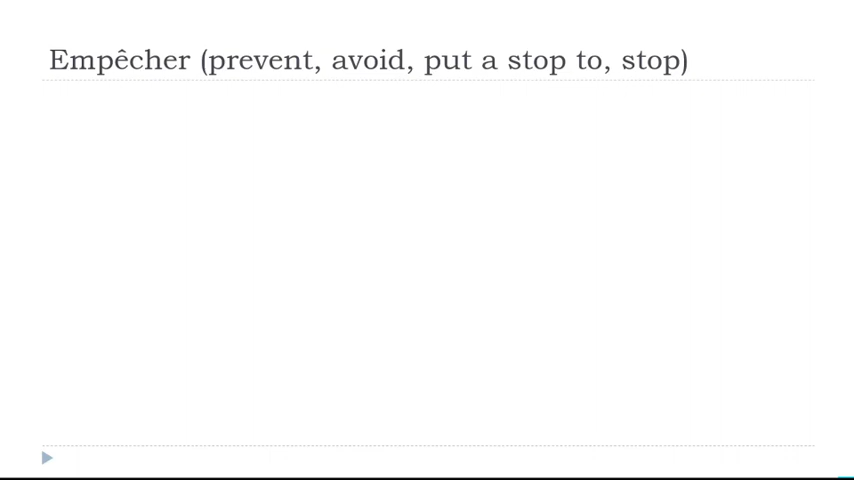 Empêcher (prevent, avoid, put a stop to, stop)